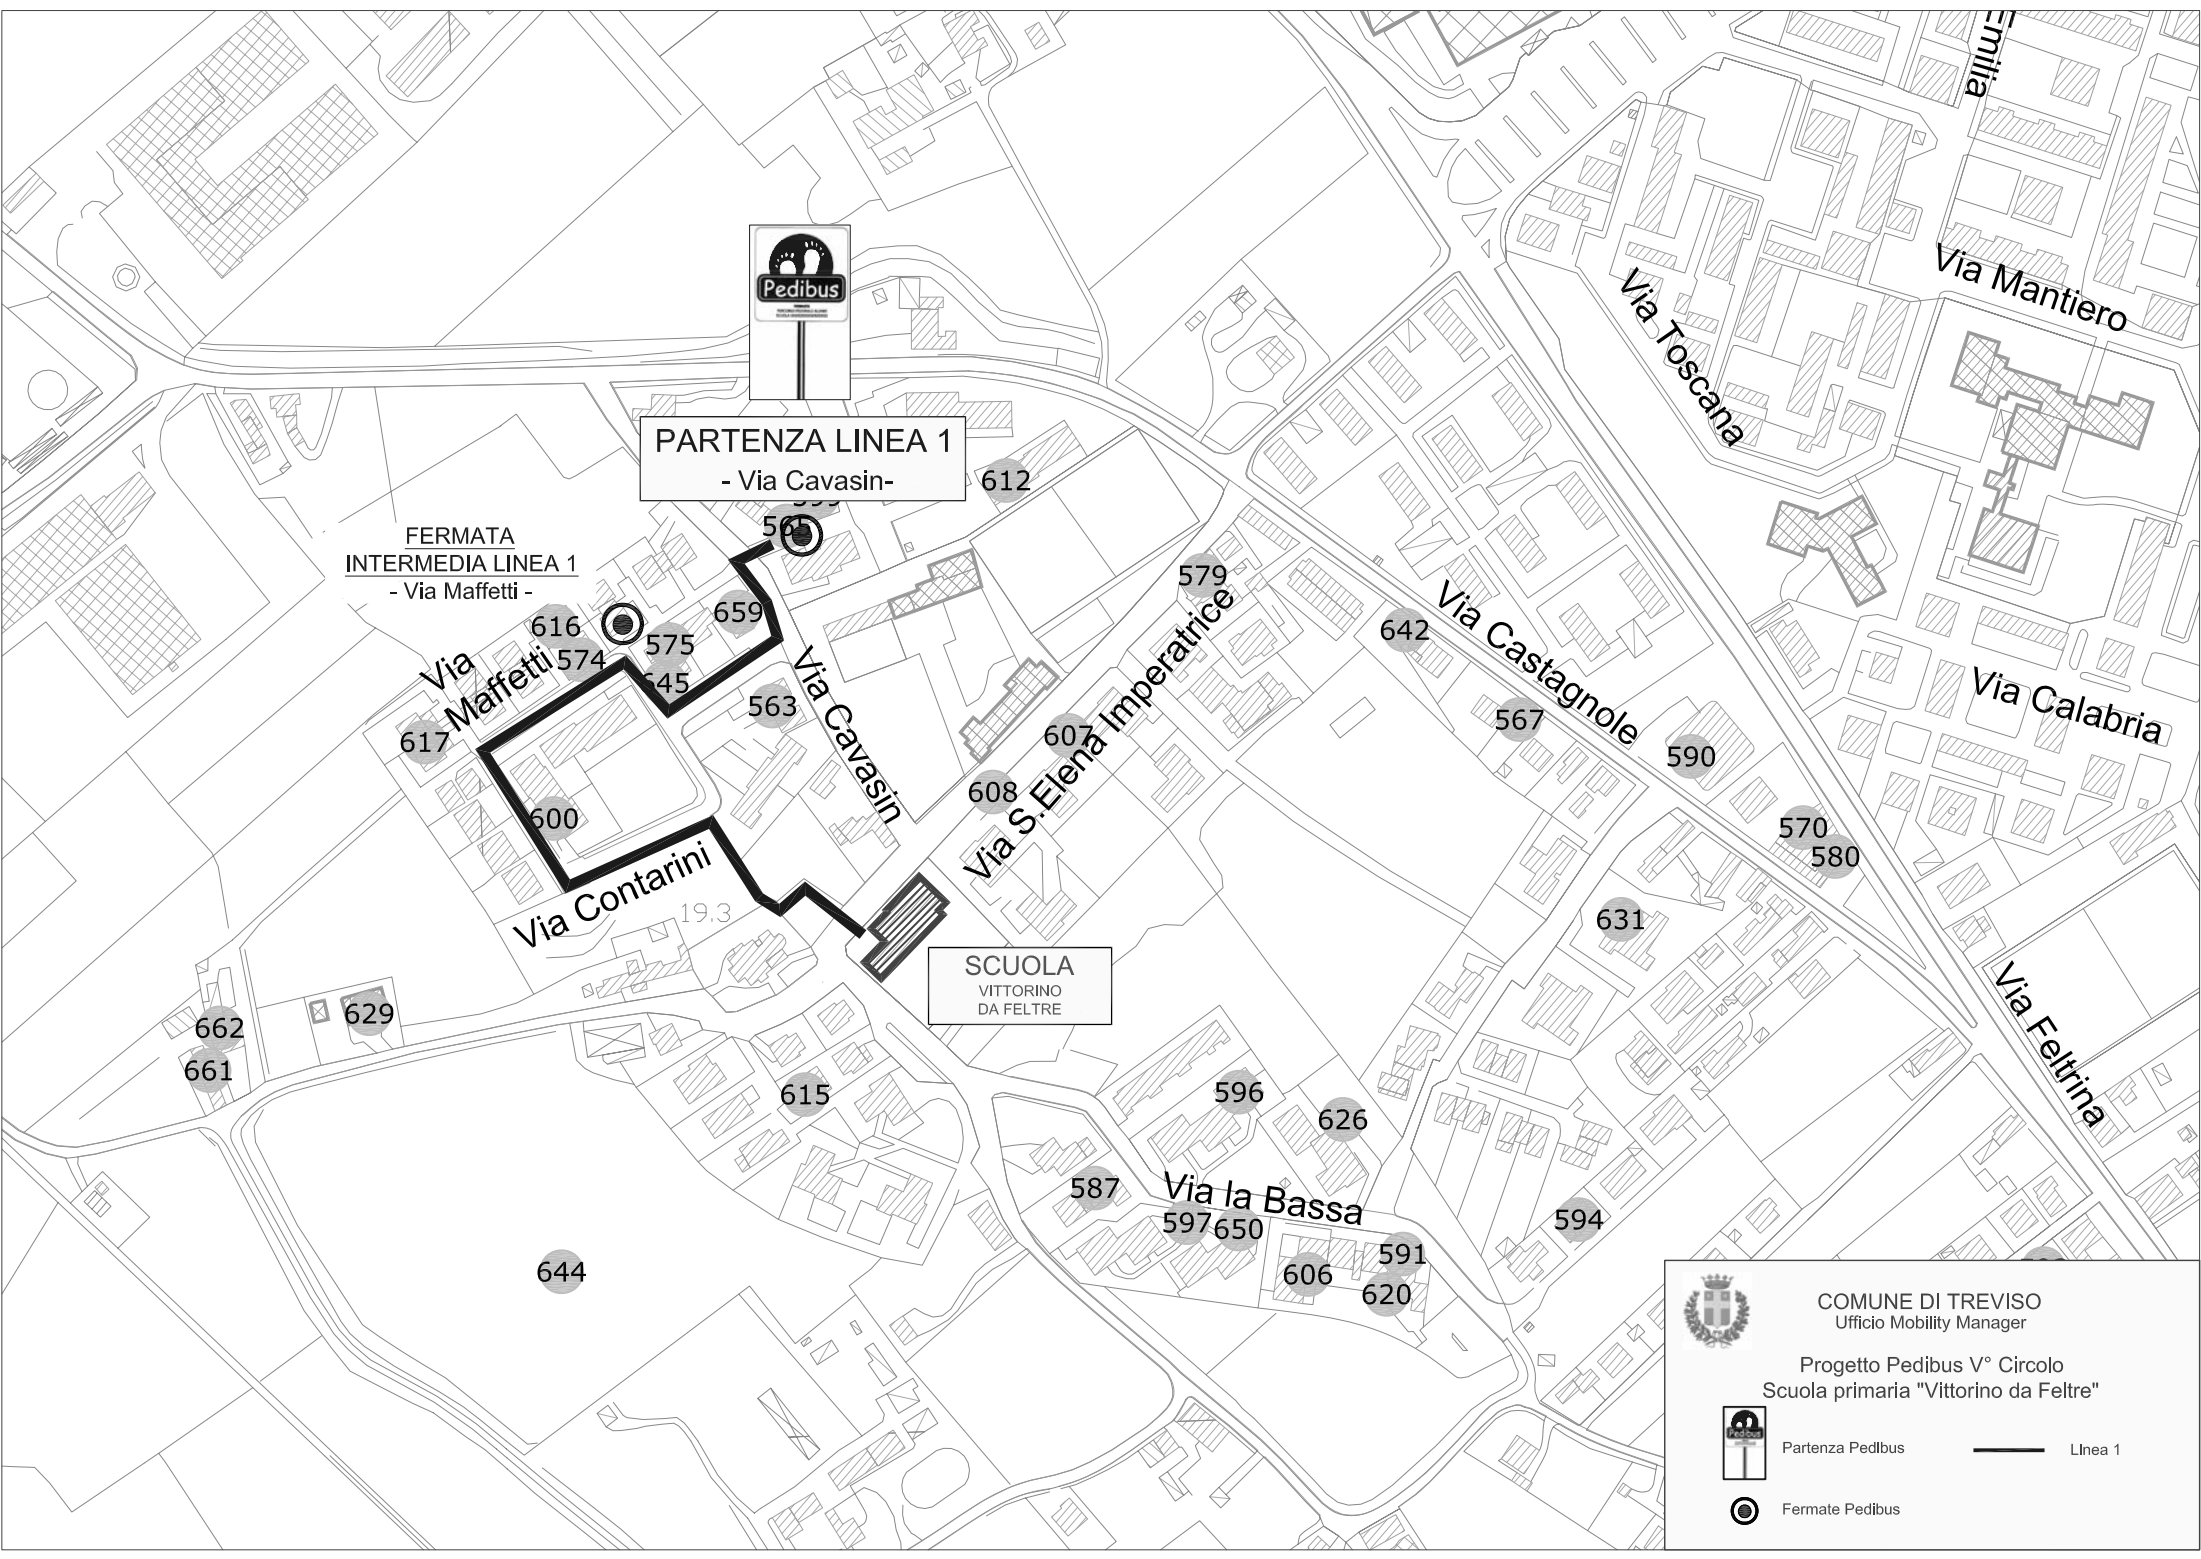 Emilia
Via Mantiero
Via Toscana
Pedibus
PARTENZA LINEA 1
- Via Cavasin-
612
565
FERMATA
INTERMEDIA LINEA 1
- Via Maffetti -
579
659
616
575
574
645
642
Via Castagnole
Via Calabria
Via
Maffetti
563
Via Cavasin
567
617
607
590
608
Via S.Elena Imperatrice
600
570
580
Via Contarini
19.3
631
SCUOLA
VITTORINO
DA FELTRE
Via Feltrina
629
662
661
615
596
626
587
Via la Bassa
597
650
594
591
606
620
644
COMUNE DI TREVISO
Ufficio Mobility Manager
Progetto Pedibus V° Circolo
Scuola primaria "Vittorino da Feltre"
Pedibus
Partenza Pedibus
Linea 1
Fermate Pedibus